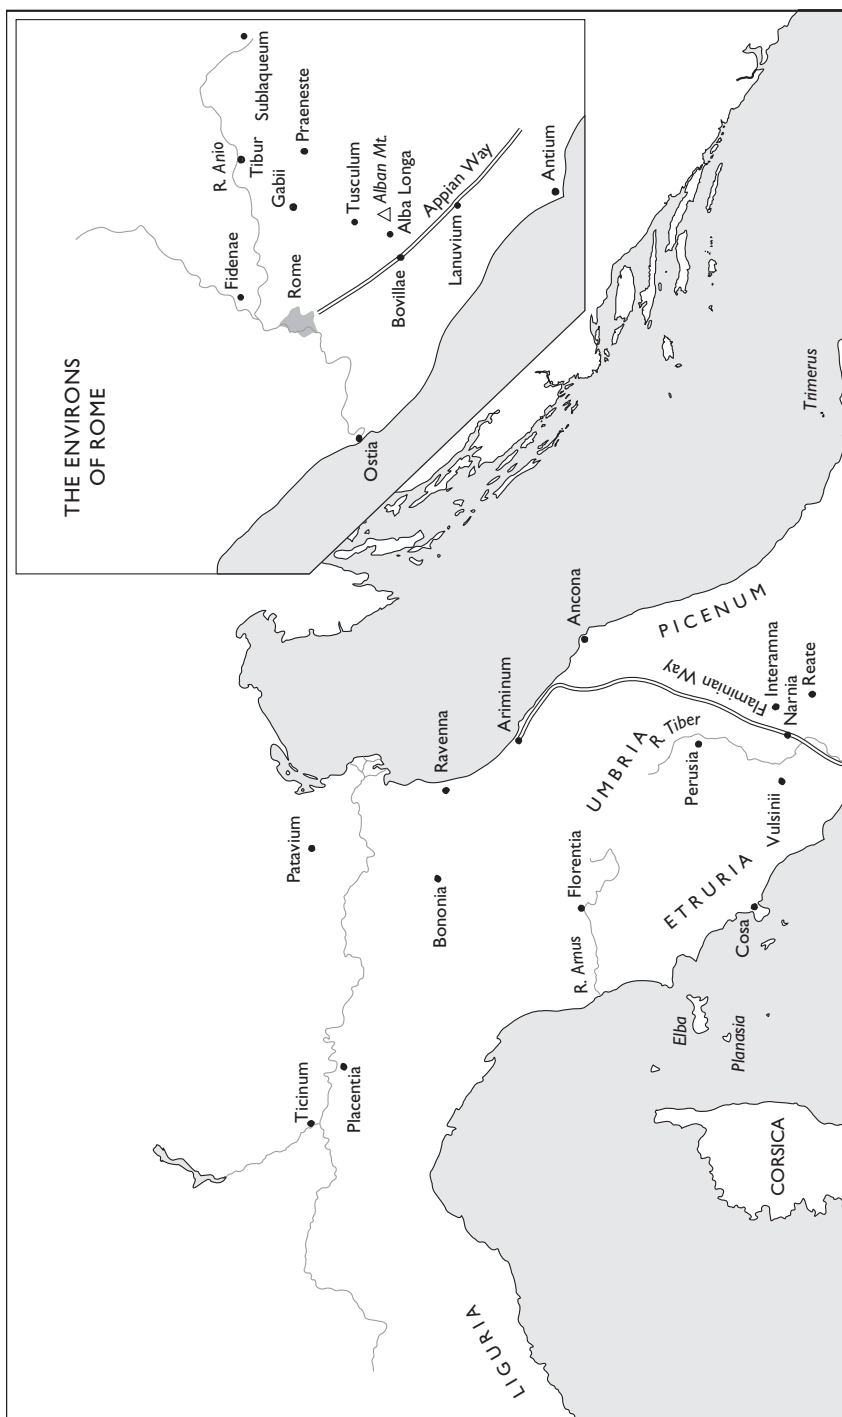 THE ENVIRONS
OF ROME
Fidenae
R. Anio
Tibur
Sublaqueum
Gabii
Praeneste
Rome
Tusculum
Alban Mt.
Alba Longa
Bovillae
Appian Way
Lanuvium
Ostia
Antium
Ticinum
Placentia
Patavium
Bononia
Ravenna
Ariminum
LIGURIA
R. Arnus
Florentia
UMBRIA
R. Tiber
Flaminian Way
Ancona
PICENUM
ETRURIA
Perusia
Interamna
Narnia
Reate
Vulsinii
Cosa
Elba
Planasia
CORSICA
Trimerus